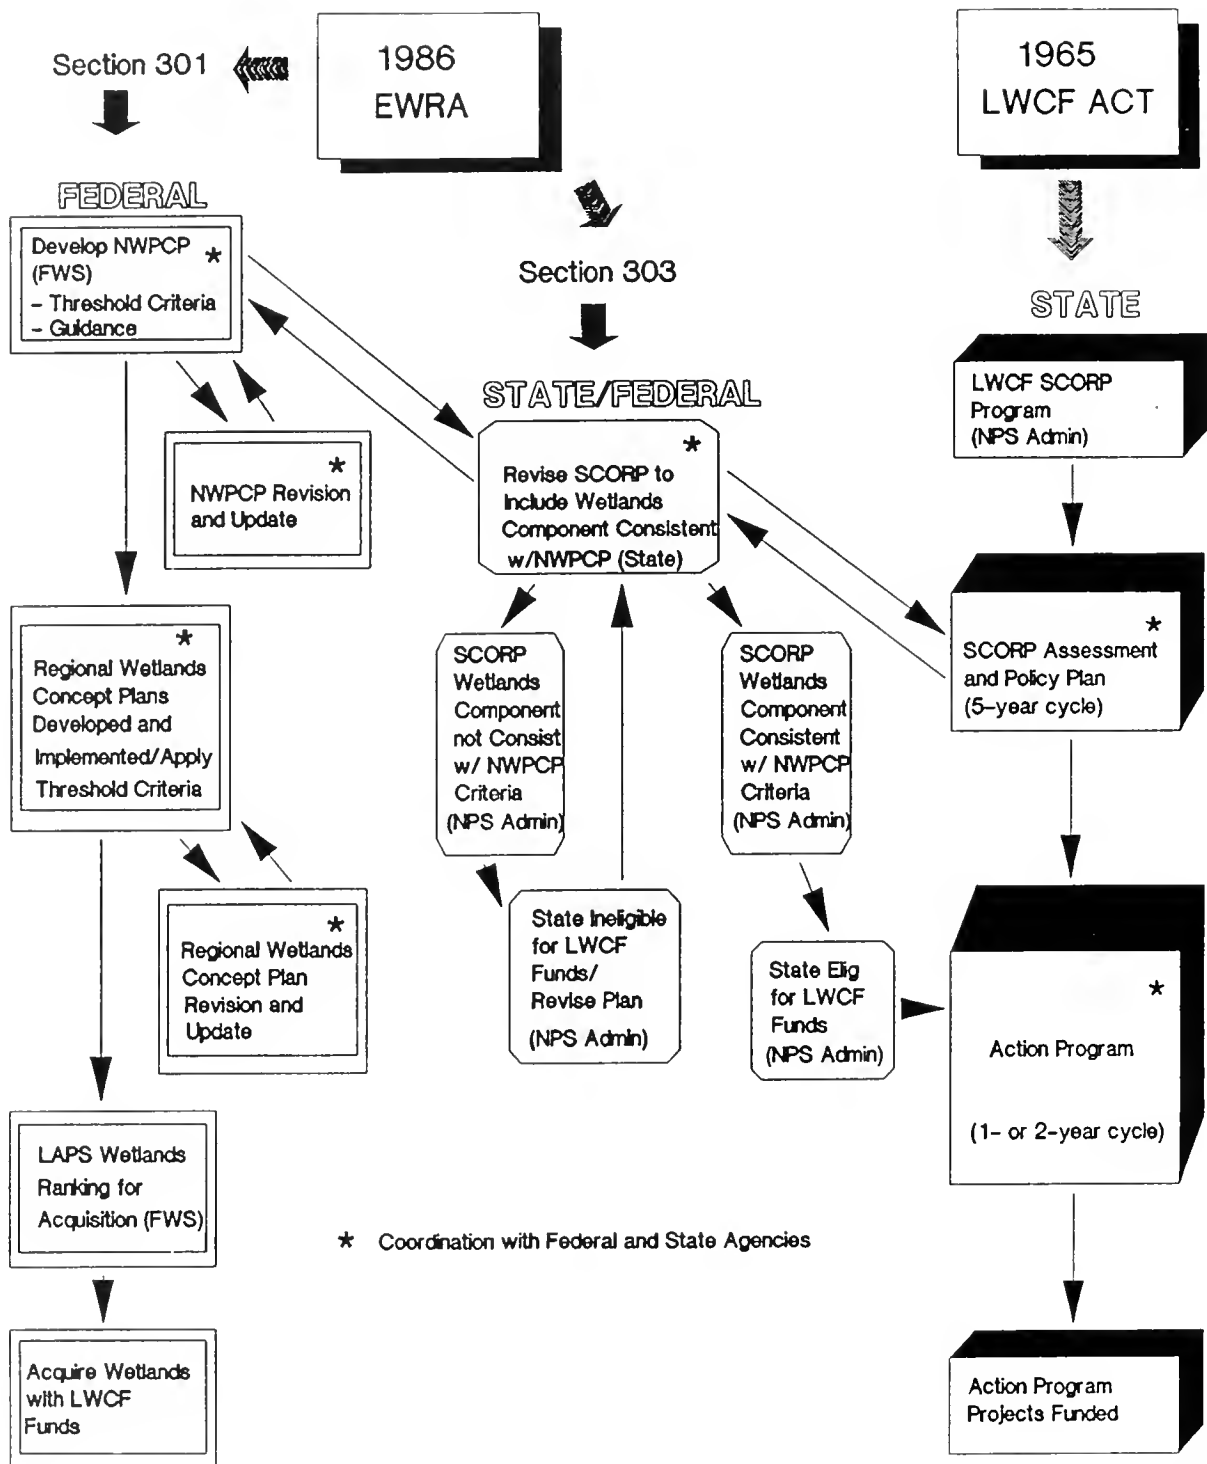 Section 301
1986
EWRA
1965
LWCF ACT
FEDERAL
Develop NWPCP *
(FWS)
- Threshold Criteria
- Guidance
Section 303
STATE
LWCF SCORP
Program
(NPS Admin)
STATE/FEDERAL
*
Revise SCORP to
Include Wetlands
Component Consistent
w/NWPCP (State)
*
NWPCP Revision
and Update
*
Regional Wetlands
Concept Plans
Developed and
Implemented/Apply
Threshold Criteria
SCORP
Wetlands
Component
not Consist
w/ NWPCP
Criteria
(NPS Admin)
SCORP
Wetlands
Component
Consistent
w/ NWPCP
Criteria
(NPS Admin)
*
SCORP Assessment
and Policy Plan
(5-year cycle)
*
Regional Wetlands
Concept Plan
Revision and
Update
State Ineligible
for LWCF
Funds/
Revise Plan
(NPS Admin)
State Elig
for LWCF
Funds
(NPS Admin)
*
Action Program
(1- or 2-year cycle)
LAPS Wetlands
Ranking for
Acquisition (FWS)
* Coordination with Federal and State Agencies
Acquire Wetlands
with LWCF
Funds
Action Program
Projects Funded